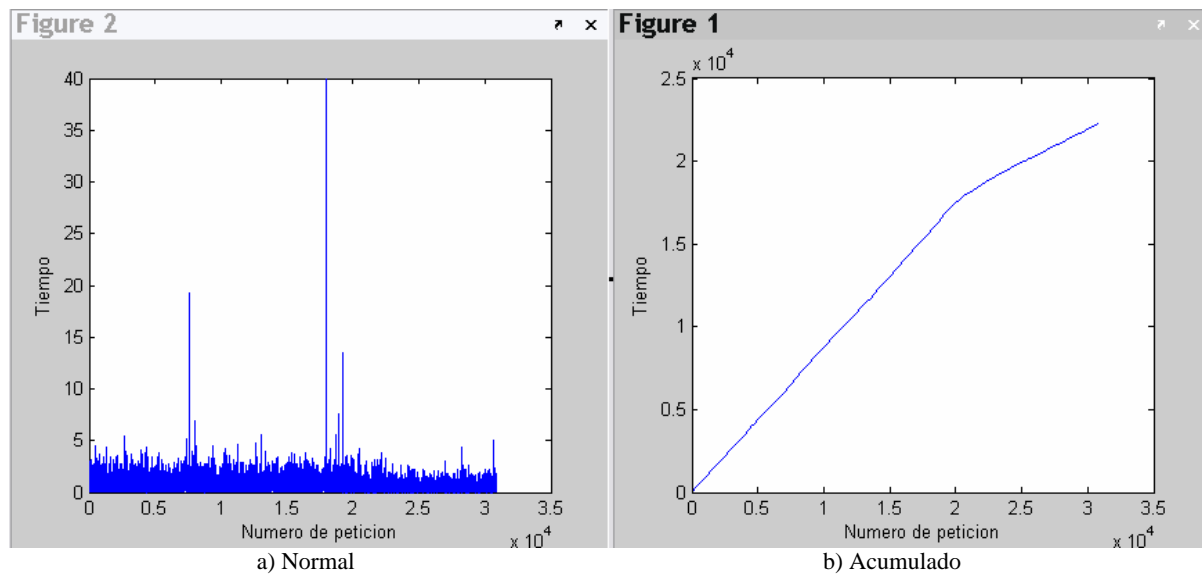 Figure 2
40
35
30
25
20
15
10
5
0
Tiempo
0 0.5 1 1.5 2 2.5 3 3.5
Numero de peticion
x 10^4
a) Normal
Figure 1
x 10^4
2.5
2
1.5
1
0.5
0
Tiempo
0 0.5 1 1.5 2 2.5 3 3.5
Numero de peticion
x 10^4
b) Acumulado